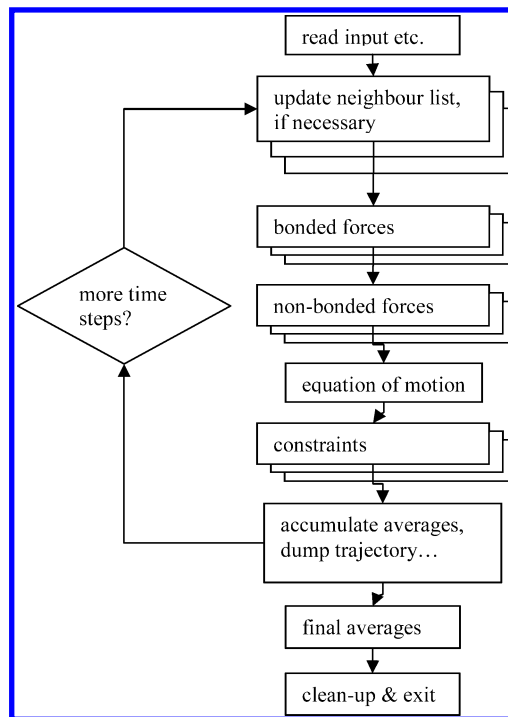 read input etc.
update neighbour list,
if necessary
bonded forces
more time
steps?
non-bonded forces
equation of motion
constraints
accumulate averages,
dump trajectory…
final averages
clean-up & exit